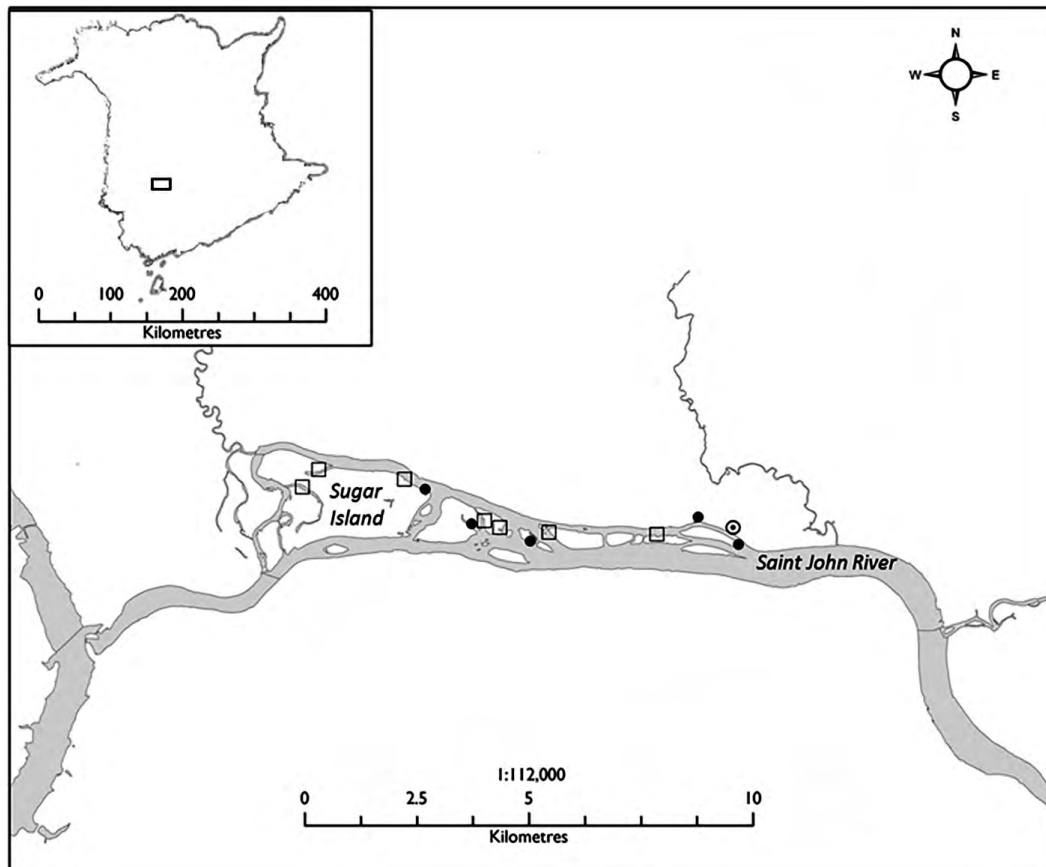 N
W E
S
0 100 200 400
Kilometres
Sugar
Island
Saint John River
1:112,000
0 2.5 5 10
Kilometres